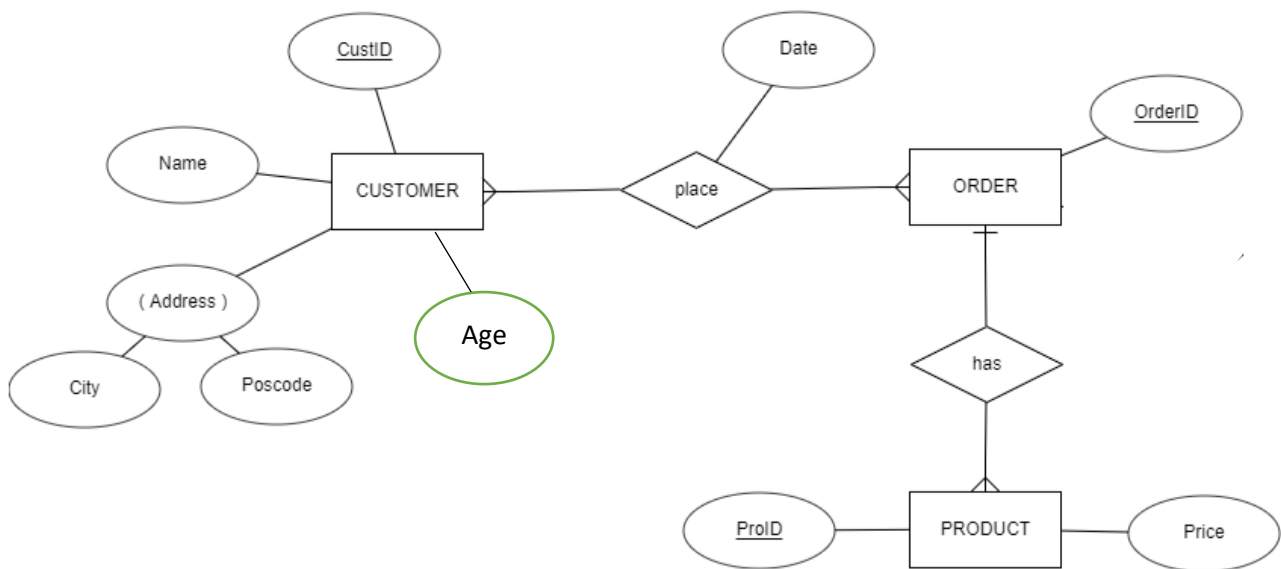 CustID
Date
OrderID
Name
CUSTOMER
place
ORDER
( Address )
Age
City
Poscode
has
ProID
PRODUCT
Price